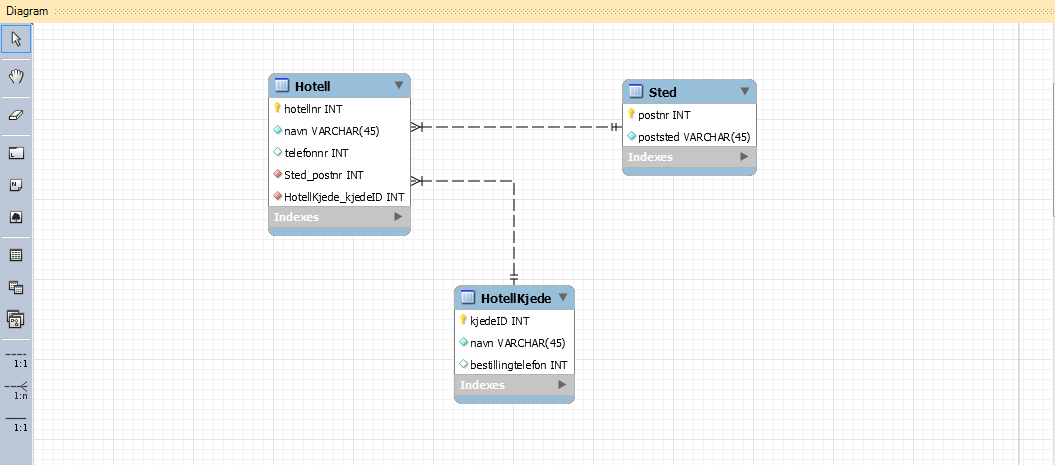 Diagram
Hotell
hotellnr INT
navn VARCHAR(45)
telefonnr INT
Sted_postnr INT
HotellKjede_kjedeID INT
Indexes
Sted
postnr INT
poststed VARCHAR(45)
Indexes
HotellKjede
kjedeID INT
navn VARCHAR(45)
bestillingtelefon INT
Indexes
1:1
1:n
1:1